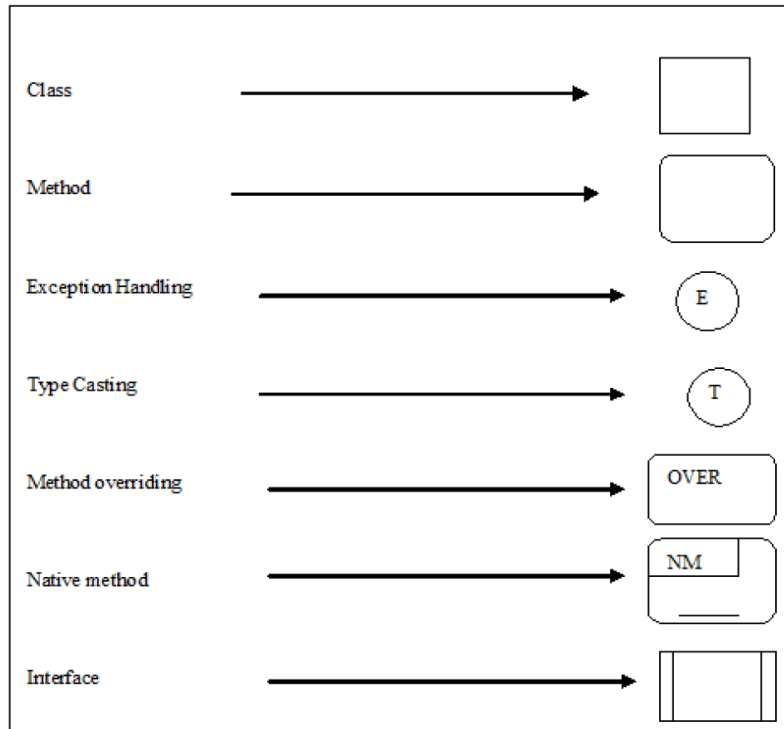 Class
Method
Exception Handling
E
Type Casting
T
Method overriding
OVER
Native method
NM
Interface